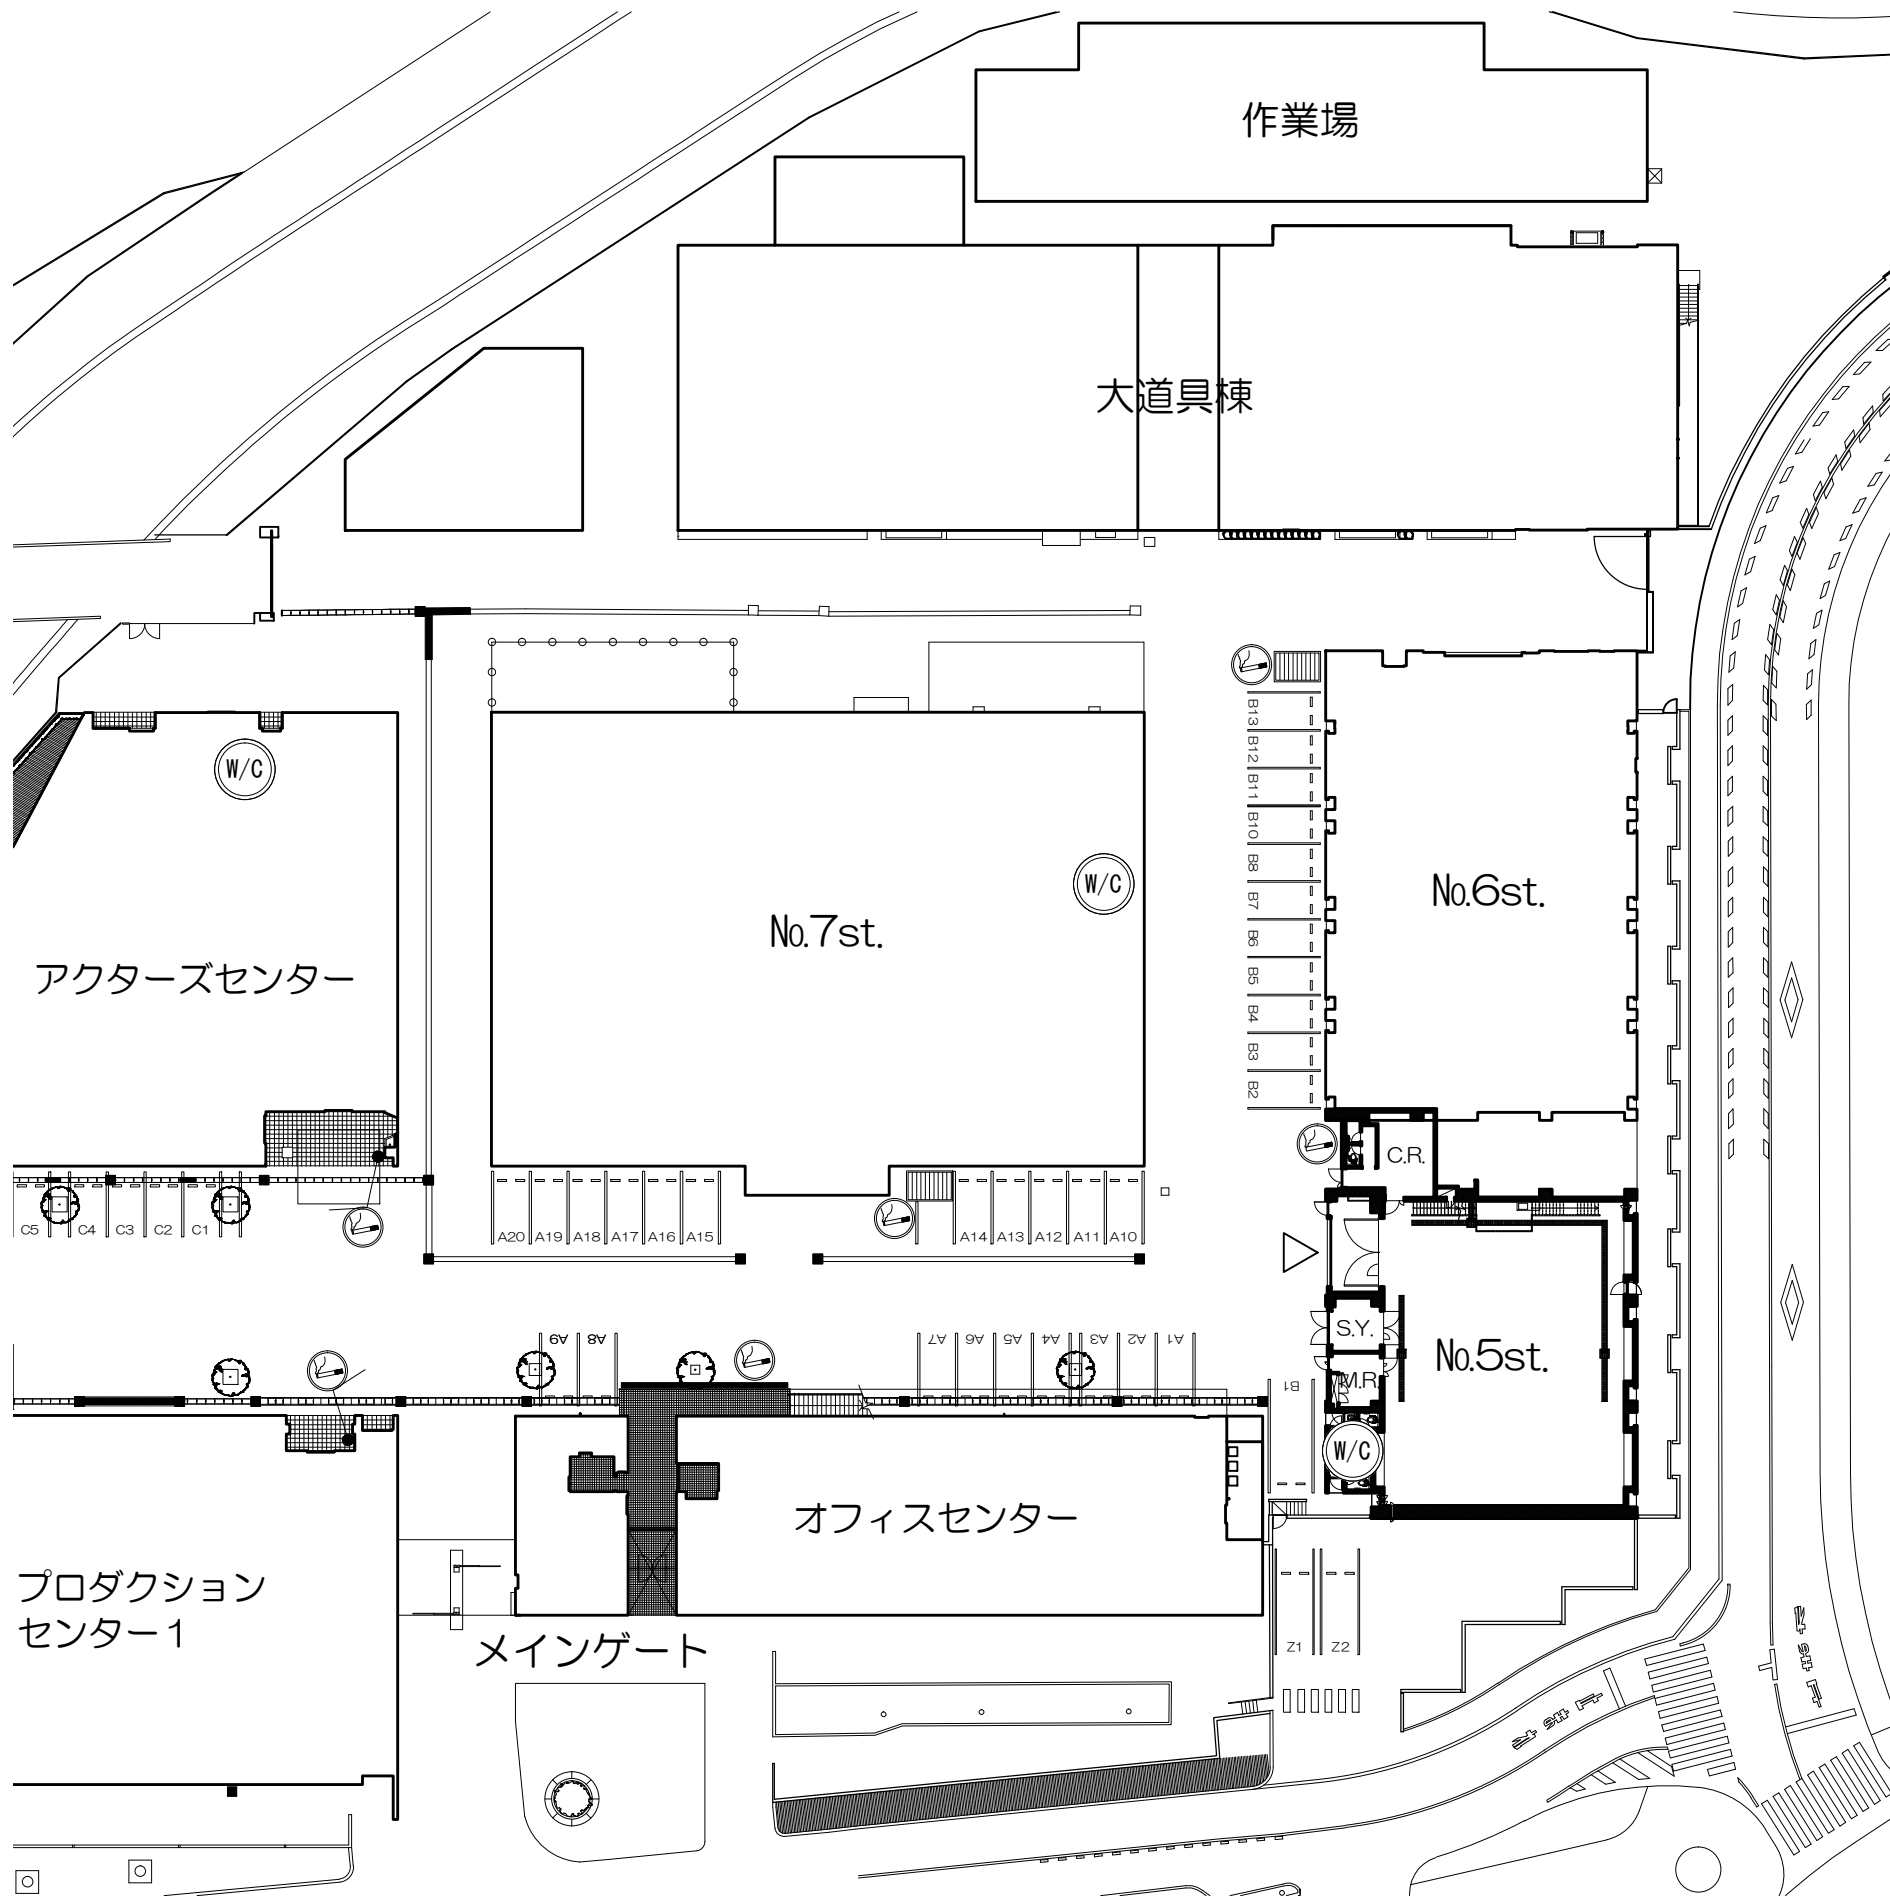 作業場
大道具棟
W/C
W/C
アクターズセンター
No.7st.
No.6st.
B13
B12
B11
B10
B8
B7
B6
B5
B4
B3
B2
C.R.
C5 C4 C3 C2 C1
A20 A19 A18 A17 A16 A15
A14 A13 A12 A11 A10
A9 A8
A7 A6 A5 A4 A3 A2 A1
S.Y.
M.R.
No.5st.
B1
W/C
オフィスセンター
プロダクション
センター1
メインゲート
Z1 Z2